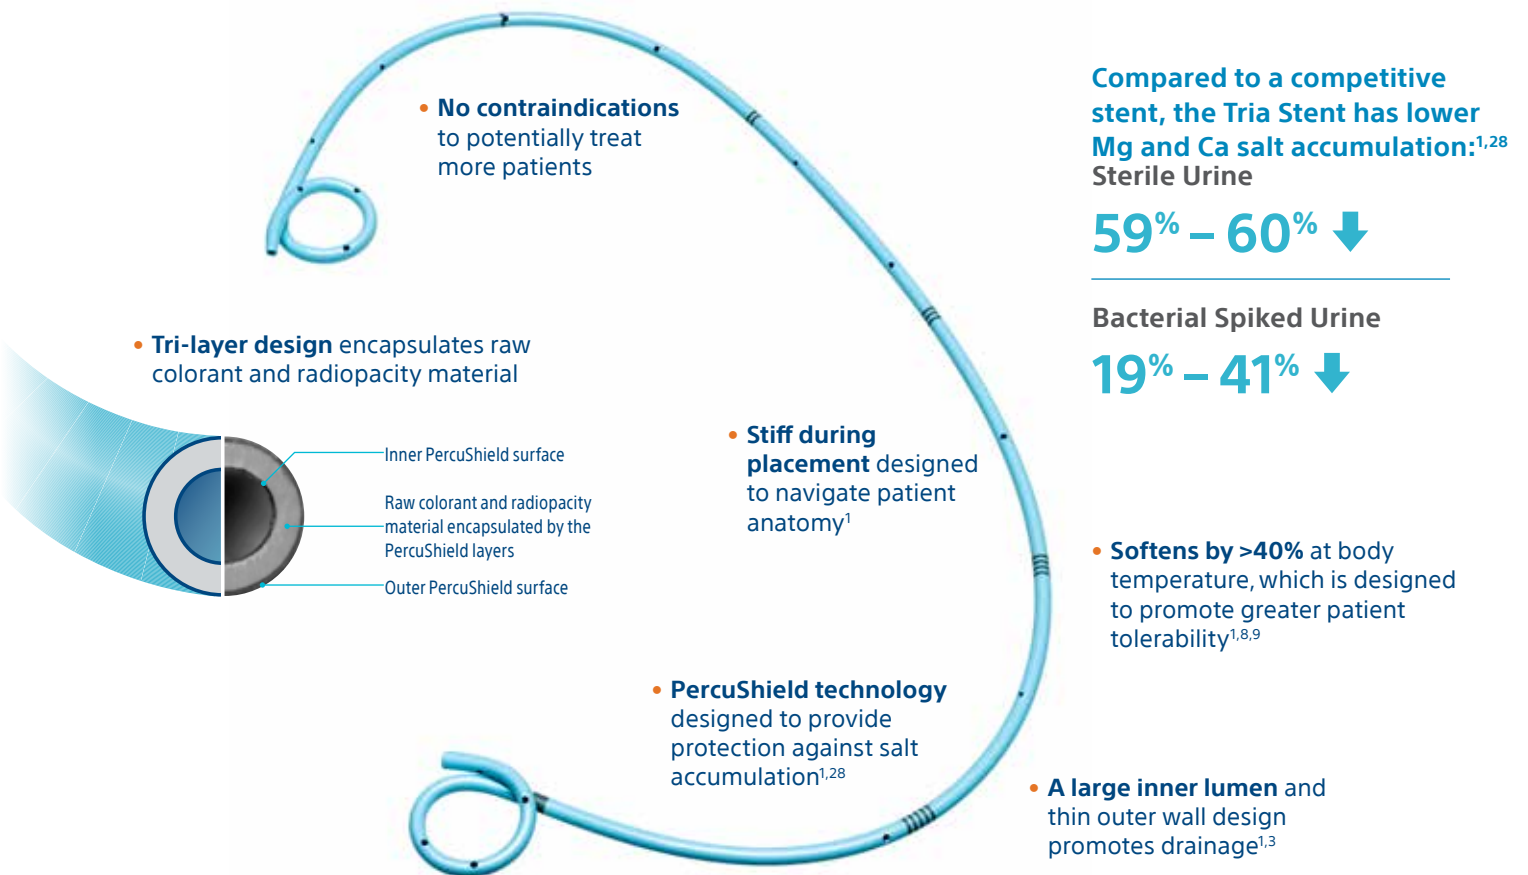 • No contraindications
to potentially treat
more patients
Compared to a competitive
stent, the Tria Stent has lower
Mg and Ca salt accumulation:1,28
Sterile Urine
59% – 60%
Bacterial Spiked Urine
19% – 41%
• Tri-layer design encapsulates raw
colorant and radiopacity material
Inner PercuShield surface
Raw colorant and radiopacity
material encapsulated by the
PercuShield layers
Outer PercuShield surface
• Stiff during
placement designed
to navigate patient
anatomy1
• Softens by >40% at body
temperature, which is designed
to promote greater patient
tolerability1,8,9
• PercuShield technology
designed to provide
protection against salt
accumulation1,28
• A large inner lumen and
thin outer wall design
promotes drainage1,3